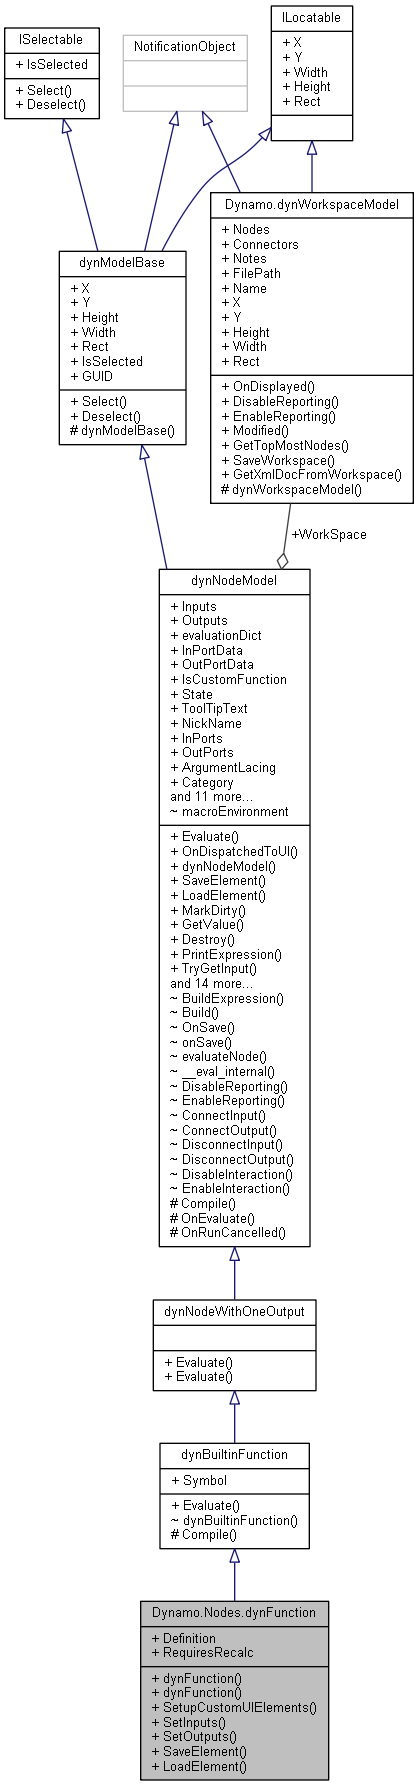 ISelectable
+ IsSelected
+ Select()
+ Deselect()
NotificationObject
ILocatable
+ X
+ Y
+ Width
+ Height
+ Rect
dynModelBase
+ X
+ Y
+ Height
+ Width
+ Rect
+ IsSelected
+ GUID
+ Select()
+ Deselect()
# dynModelBase()
Dynamo.dynWorkspaceModel
+ Nodes
+ Connectors
+ Notes
+ FilePath
+ Name
+ X
+ Y
+ Height
+ Width
+ Rect
+ OnDisplayed()
+ DisableReporting()
+ EnableReporting()
+ Modified()
+ GetTopMostNodes()
+ SaveWorkspace()
+ GetXmlDocFromWorkspace()
# dynWorkspaceModel()
+WorkSpace
dynNodeModel
+ Inputs
+ Outputs
+ evaluationDict
+ InPortData
+ OutPortData
+ IsCustomFunction
+ State
+ ToolTipText
+ NickName
+ InPorts
+ OutPorts
+ ArgumentLacing
+ Category
and 11 more...
~ macroEnvironment
+ Evaluate()
+ OnDispatchedToUI()
+ dynNodeModel()
+ SaveElement()
+ LoadElement()
+ MarkDirty()
+ GetValue()
+ Destroy()
+ PrintExpression()
+ TryGetInput()
and 14 more...
~ BuildExpression()
~ Build()
~ OnSave()
~ onSave()
~ evaluateNode()
~ __eval_internal()
~ DisableReporting()
~ EnableReporting()
~ ConnectInput()
~ ConnectOutput()
~ DisconnectInput()
~ DisconnectOutput()
~ DisableInteraction()
~ EnableInteraction()
# Compile()
# OnEvaluate()
# OnRunCancelled()
dynNodeWithOneOutput
+ Evaluate()
+ Evaluate()
dynBuiltinFunction
+ Symbol
+ Evaluate()
~ dynBuiltinFunction()
# Compile()
Dynamo.Nodes.dynFunction
+ Definition
+ RequiresRecalc
+ dynFunction()
+ dynFunction()
+ SetupCustomUIElements()
+ SetInputs()
+ SetOutputs()
+ SaveElement()
+ LoadElement()